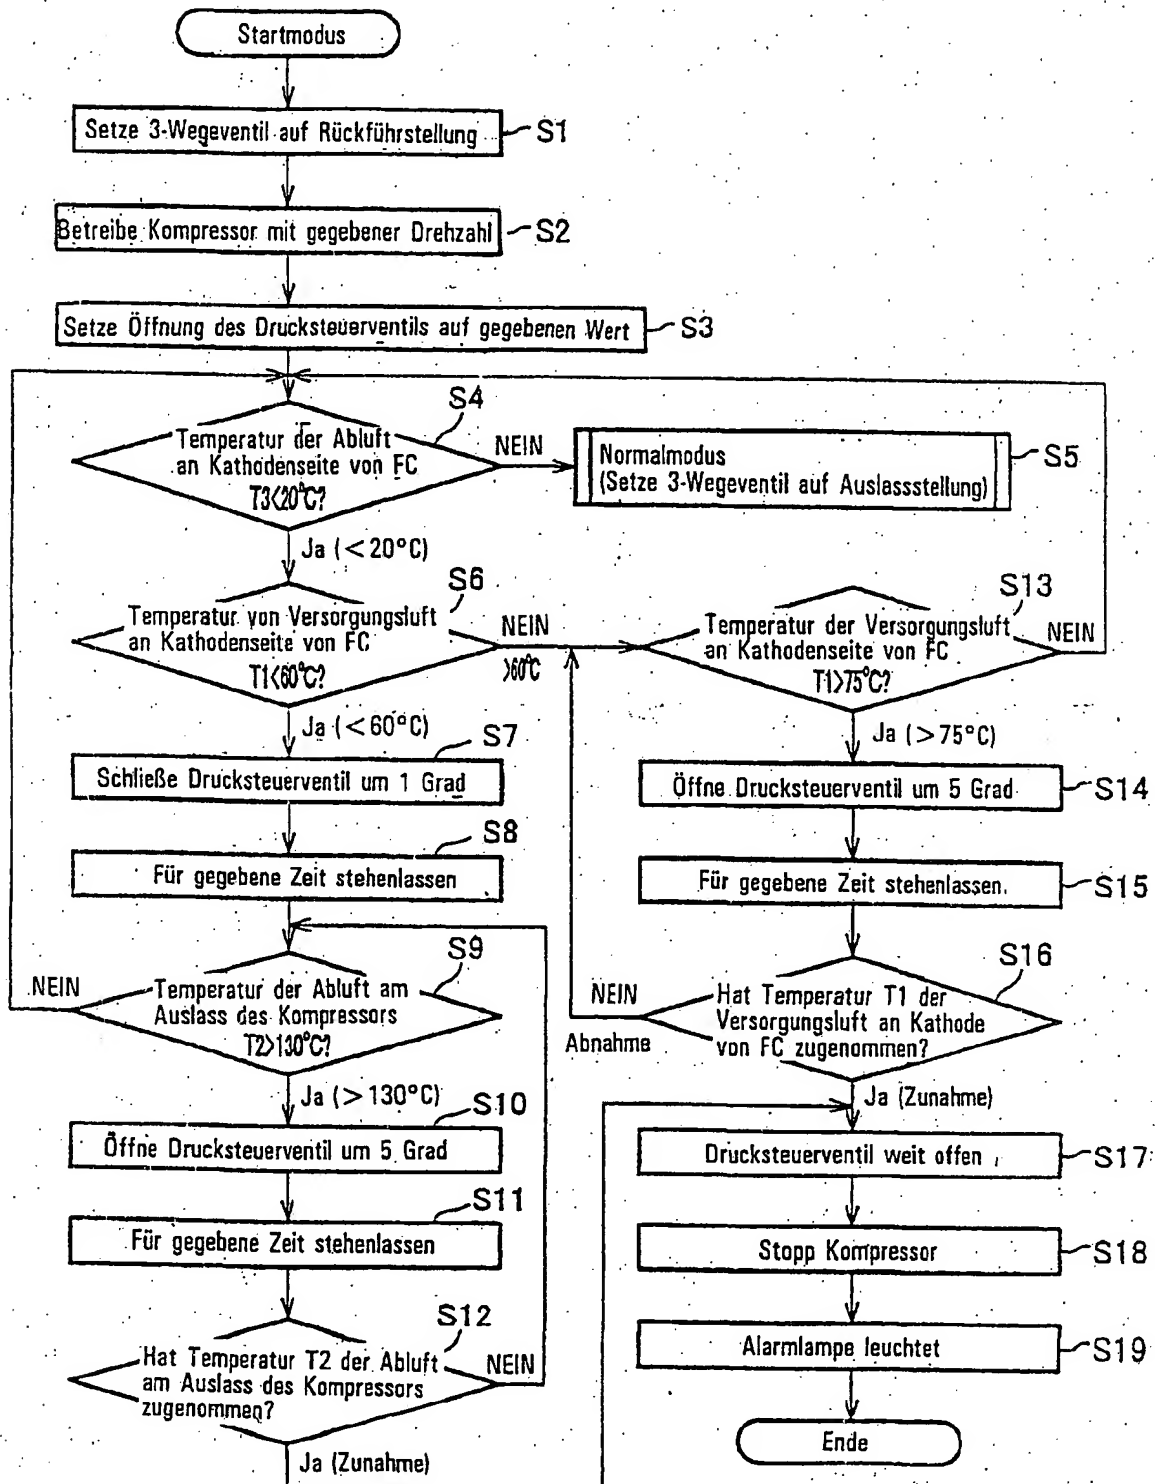 Startmodus
Setze 3-Wegeventil auf Rückführstellung
S1
Betreibe Kompressor mit gegebener Drehzahl
S2
Setze Öffnung des Drucksteuerventils auf gegebenen Wert
S3
S4
Temperatur der Abluft
an Kathodenseite von FC
T3<20°C?
NEIN
Normalmodus
(Setze 3-Wegeventil auf Auslassstellung)
S5
Ja (<20°C)
S6
Temperatur von Versorgungsluft
an Kathodenseite von FC
T1<60°C?
NEIN
>60°C
S13
Temperatur der Versorgungsluft
an Kathodenseite von FC
T1>75°C?
NEIN
Ja (<60°C)
S7
Schließe Drucksteuerventil um 1 Grad
Ja (>75°C)
Öffne Drucksteuerventil um 5 Grad
S14
S8
Für gegebene Zeit stehenlassen
Für gegebene Zeit stehenlassen.
S15
S9
NEIN
Temperatur der Abluft am
Auslass des Kompressors
T2>130°C?
S16
NEIN
Abnahme
Hat Temperatur T1 der
Versorgungsluft an Kathode
von FC zugenommen?
Ja (>130°C)
S10
Öffne Drucksteuerventil um 5 Grad
Ja (Zunahme)
Drucksteuerventil weit offen
S17
S11
Für gegebene Zeit stehenlassen
Stopp Kompressor
S18
S12
Hat Temperatur T2 der Abluft
am Auslass des Kompressors
zugenommen?
NEIN
Alarmlampe leuchtet
S19
Ja (Zunahme)
Ende